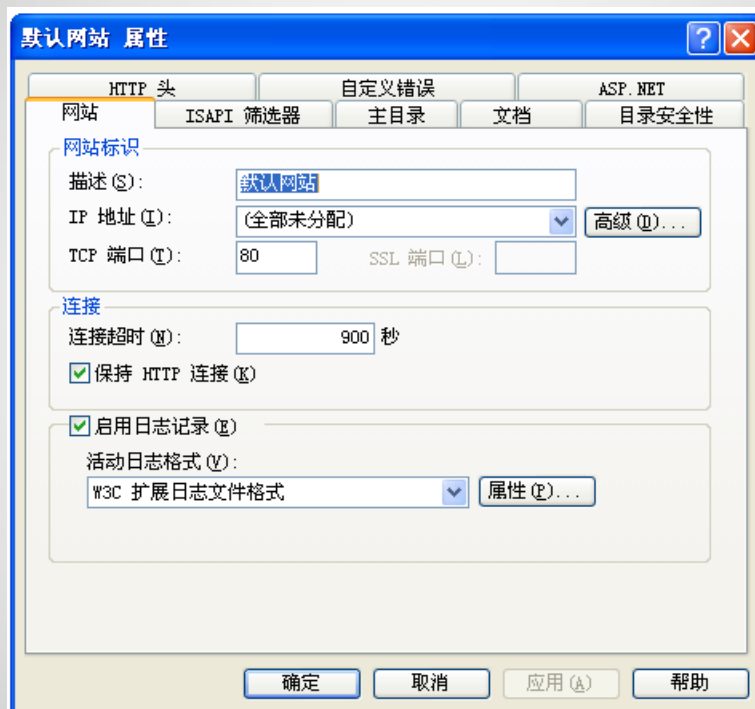 默认网站 属性
HTTP 头 自定义错误 ASP.NET
网站 ISAPI 筛选器 主目录 文档 目录安全性
网站标识
描述(S): 默认网站
IP 地址(I): (全部未分配) 高级(D)...
TCP 端口(T): 80 SSL 端口(L):
连接
连接超时(N): 900 秒
保持 HTTP 连接(K)
启用日志记录(E)
活动日志格式(V):
W3C 扩展日志文件格式 属性(P)...
确定 取消 应用(A) 帮助